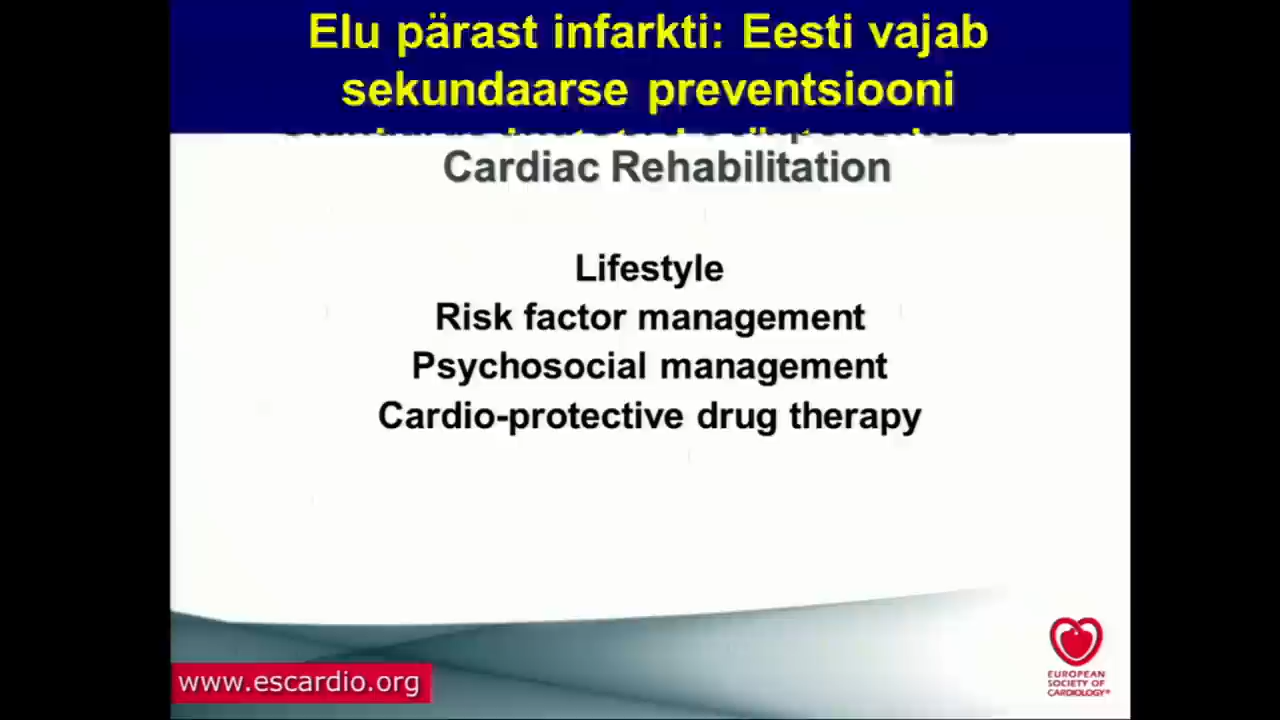 Elu pärast infarkti: Eesti vajab
sekundaarse preventsiooni
Cardiac Rehabilitation
Lifestyle
Risk factor management
Psychosocial management
Cardio-protective drug therapy
www.escardio.org
EUROPEAN
SOCIETY OF
CARDIOLOGY®